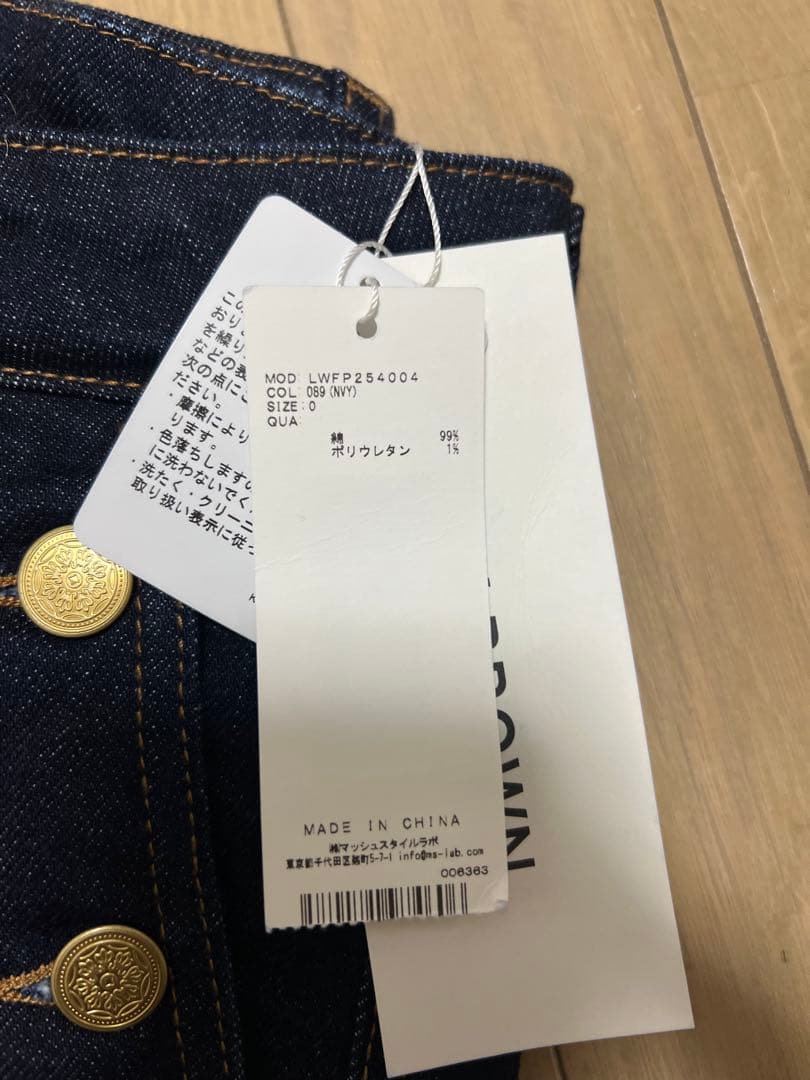 MOD: LWFP254004
COL: 089(NVY)
SIZE:0
QUA:
綿 99%
ポリウレタン 1%
MADE IN CHINA
㈱マッシュスタイルラボ
東京都千代田区麹町5-7-1 info@ms-lab.com
006363
この
おり
を繰り
などの表
次の点にご
ださい。
・摩擦により
ります。
・色落ちしますの
に洗わないでく
・洗たく・クリーニ
取り扱い表示に従っ
BROWN